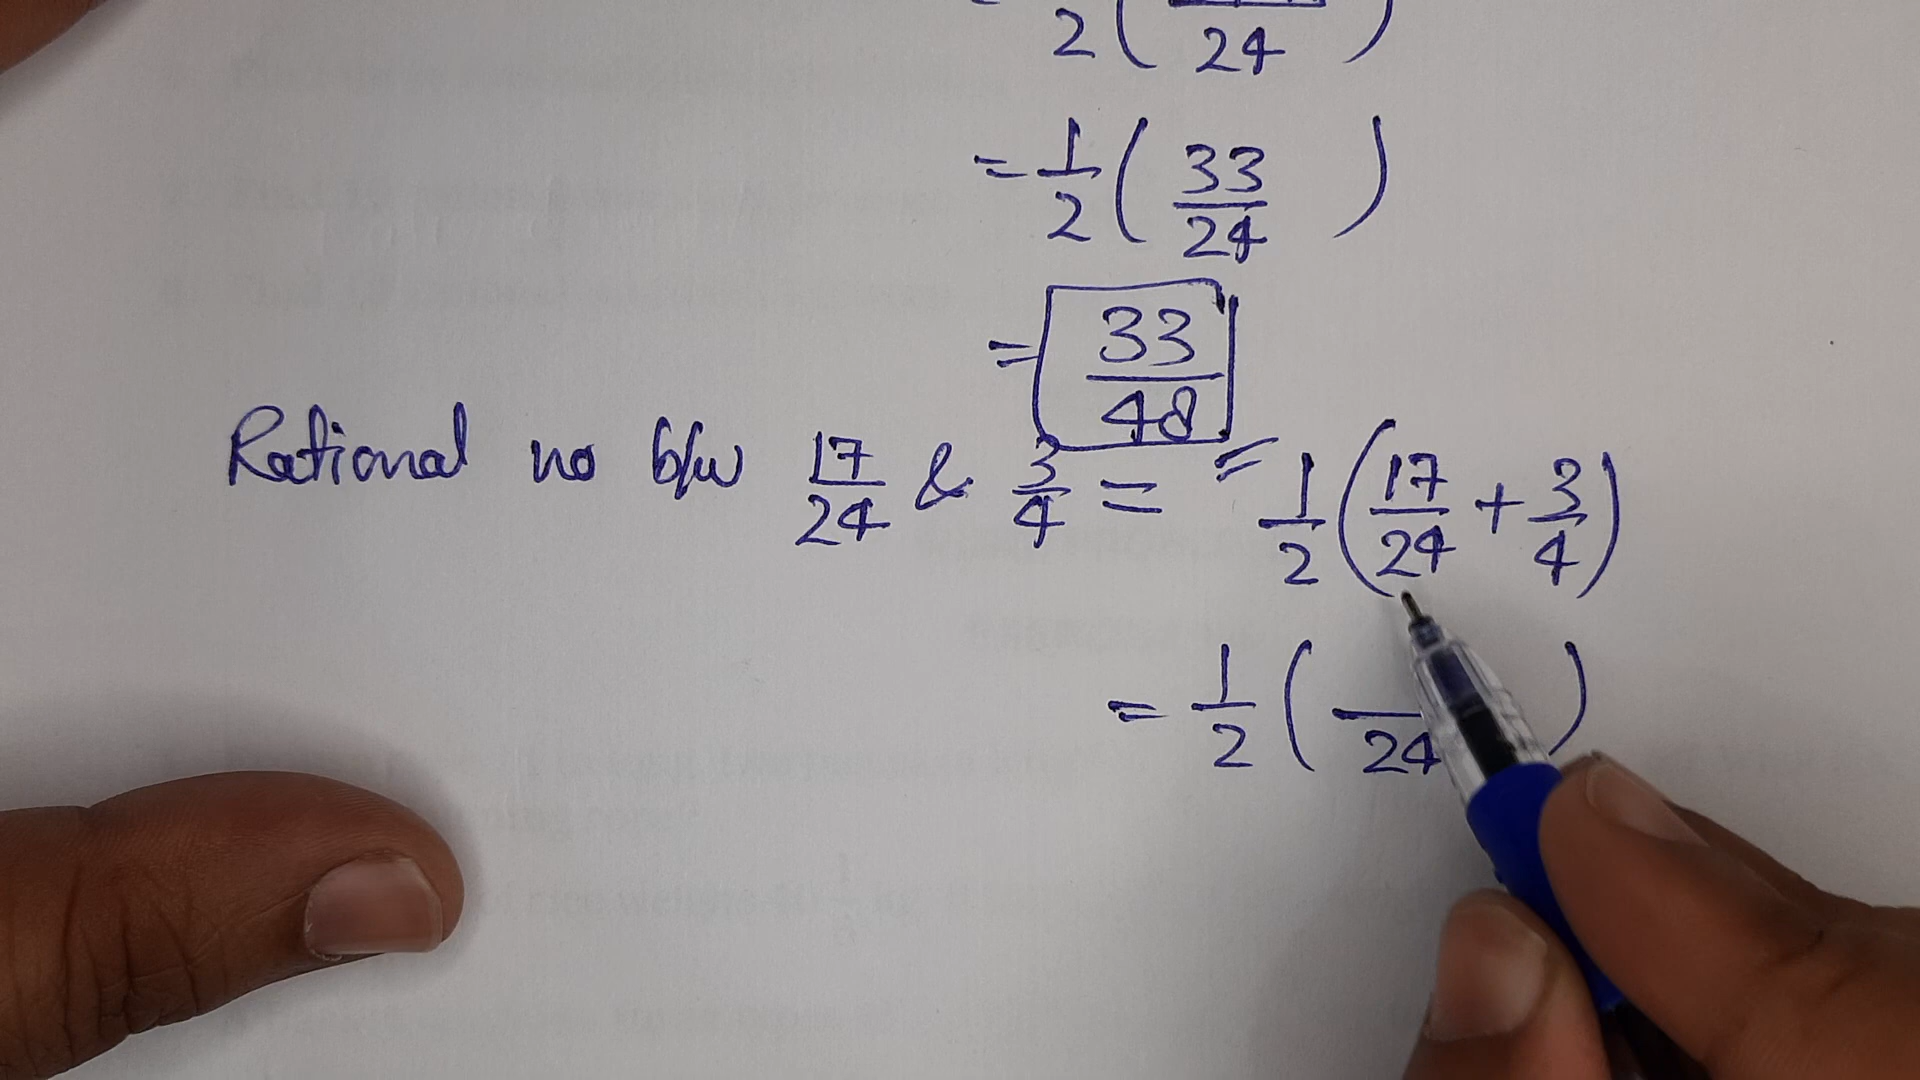 2 ( 24 )
= 1/2 ( 33/24 )
= 33/48
Rational no b/w 17/24 & 3/4 = = 1/2 ( 17/24 + 3/4 )
= 1/2 ( /24 )